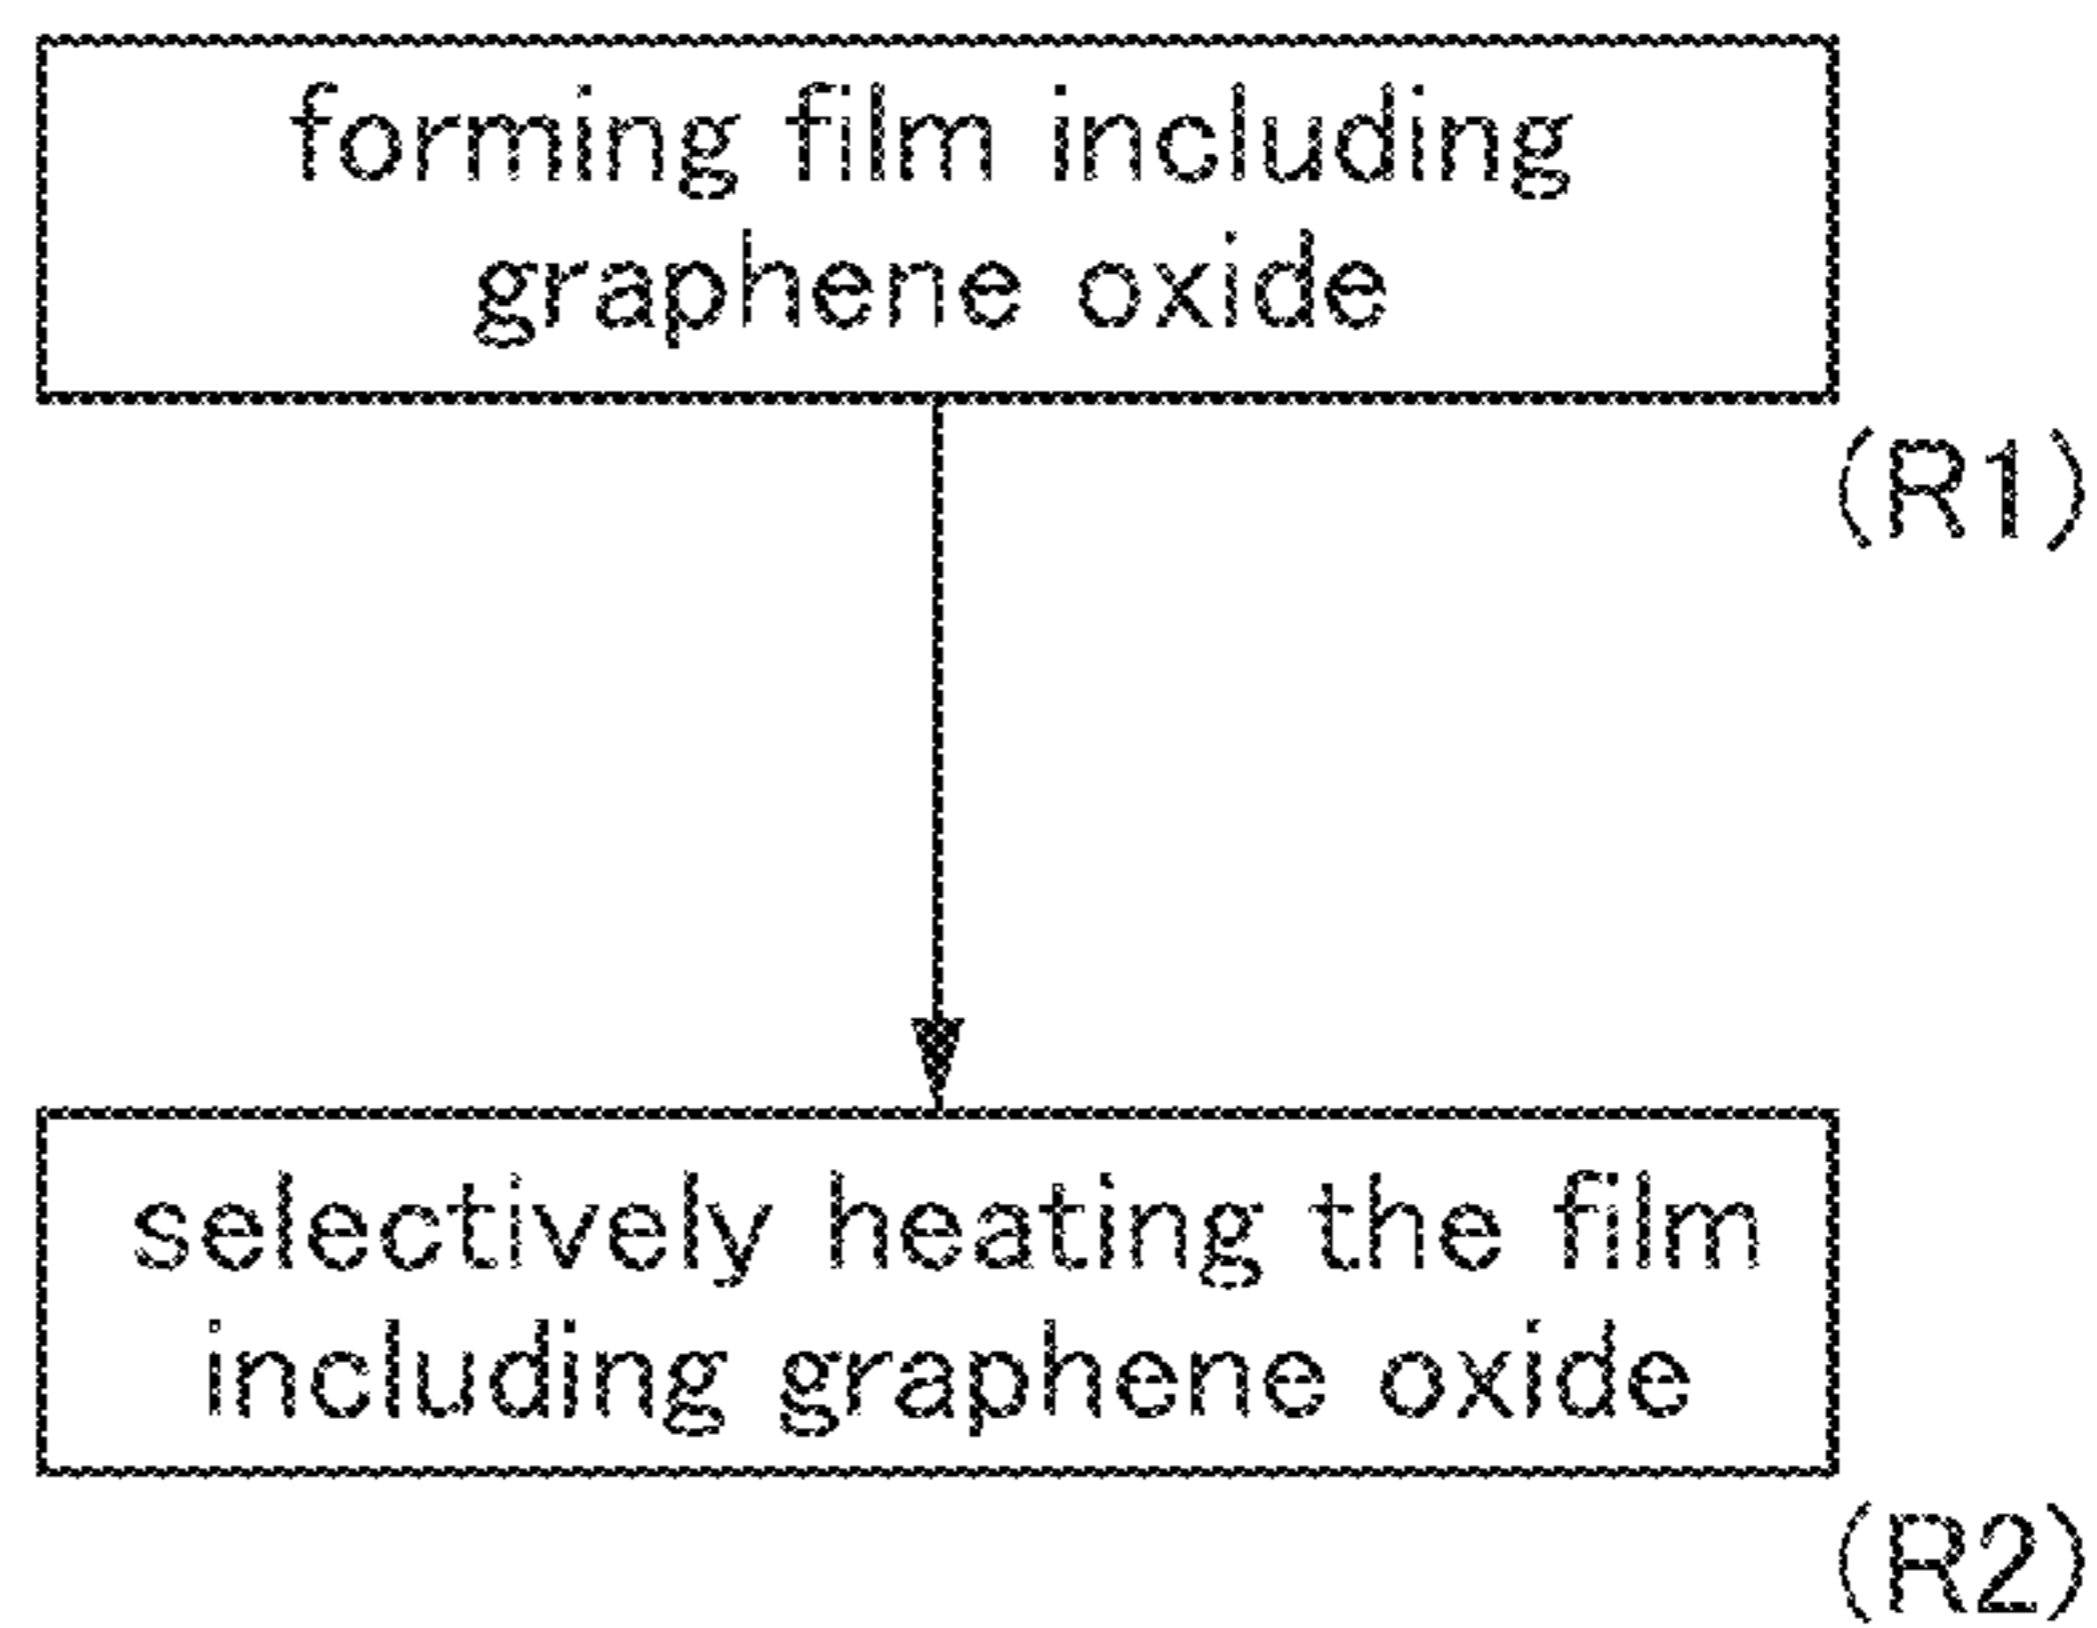 forming film including
graphene oxide
(R1)
selectively heating the film
including graphene oxide
(R2)